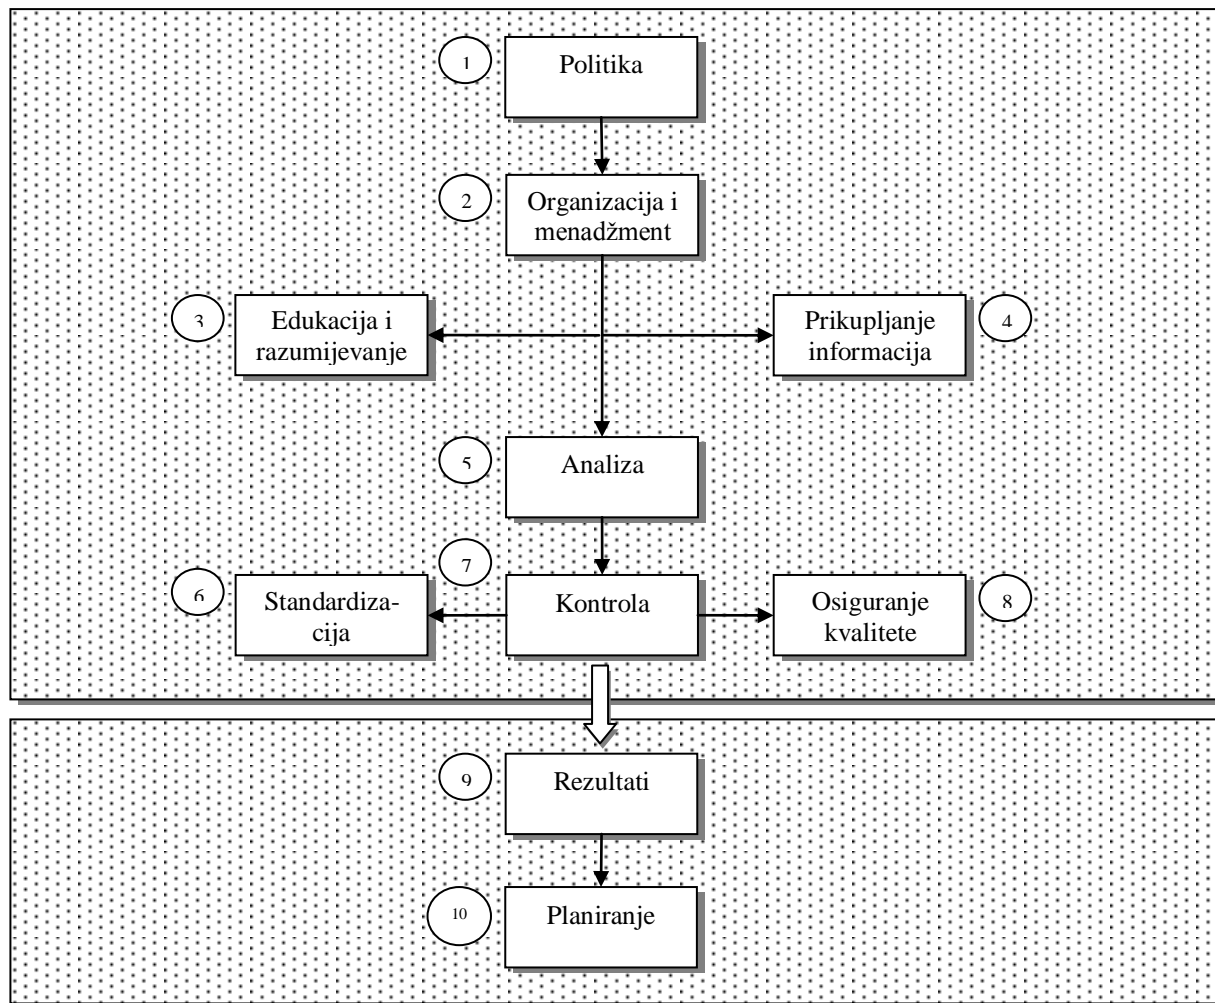 1
Politika
2
Organizacija i
menadžment
3
Edukacija i
razumijevanje
Prikupljanje
informacija
4
5
Analiza
6
Standardiza-
cija
7
Kontrola
Osiguranje
kvalitete
8
9
Rezultati
10
Planiranje